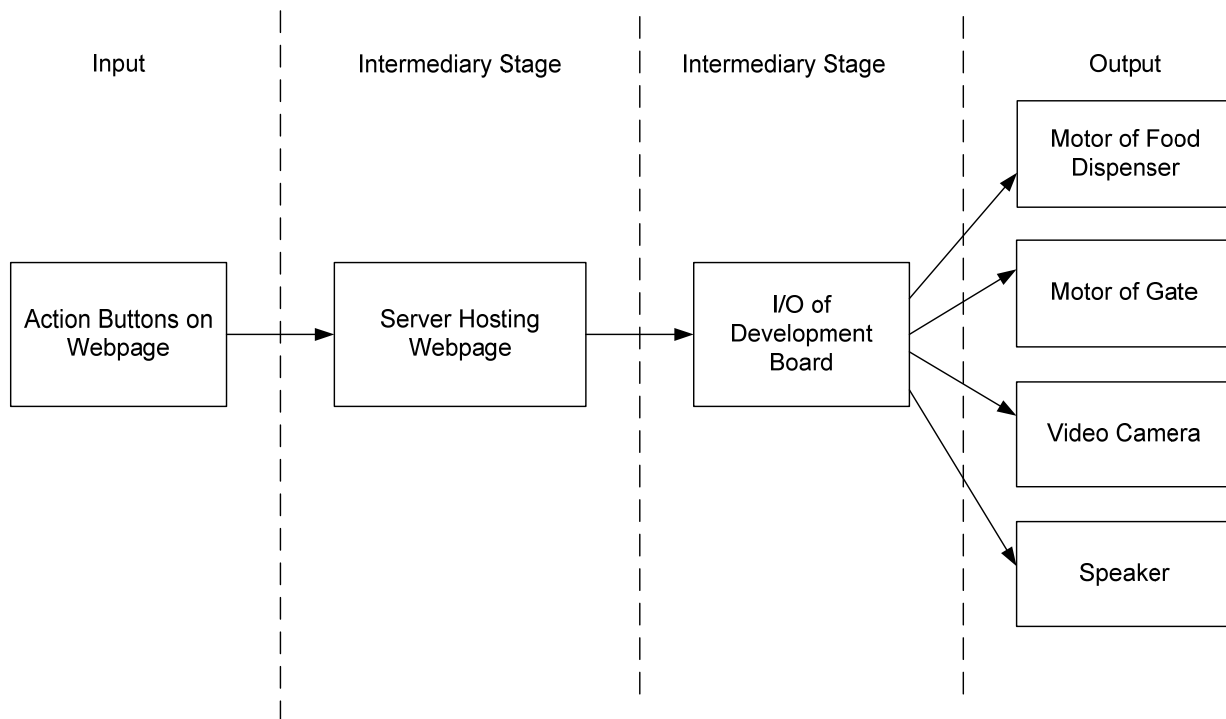 Input
Intermediary Stage
Intermediary Stage
Output
Action Buttons on
Webpage
Server Hosting
Webpage
I/O of
Development
Board
Motor of Food
Dispenser
Motor of Gate
Video Camera
Speaker